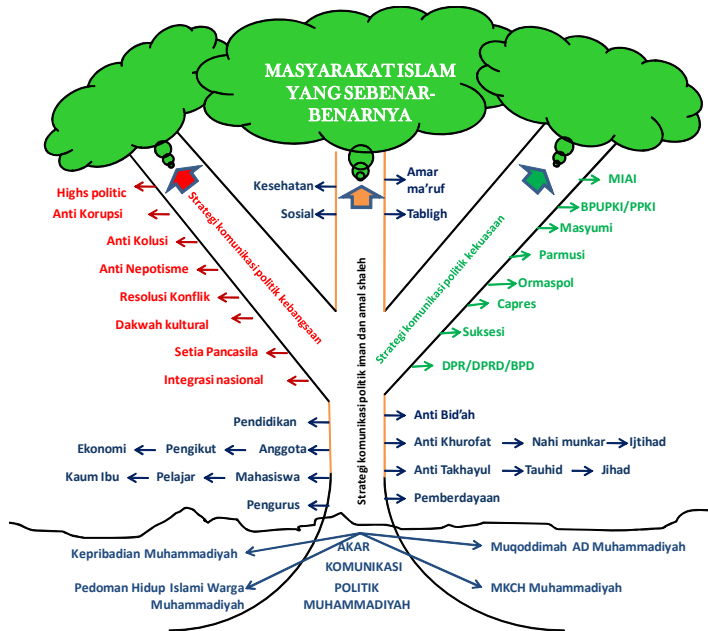 MASYARAKAT ISLAM
YANG SEBENAR-
BENARNYA
Highs politic
Anti Korupsi
Anti Kolusi
Anti Nepotisme
Resolusi Konflik
Dakwah kultural
Setia Pancasila
Integrasi nasional
Strategi komunikasi politik kebangsaan
Kesehatan
Sosial
Amar
ma'ruf
Tabligh
Strategi komunikasi politik iman dan amal shaleh
Strategi komunikasi politik kekuasaan
MIAI
BPUPKI/PPKI
Masyumi
Parmusi
Ormaspol
Capres
Suksesi
DPR/DPRD/BPD
Pendidikan
Ekonomi Pengikut Anggota
Kaum Ibu Pelajar Mahasiswa
Pengurus
Anti Bid'ah
Anti Khurofat Nahi munkar Ijtihad
Anti Takhayul Tauhid Jihad
Pemberdayaan
Kepribadian Muhammadiyah
Pedoman Hidup Islami Warga
Muhammadiyah
AKAR
KOMUNIKASI
POLITIK
MUHAMMADIYAH
Muqoddimah AD Muhammadiyah
MKCH Muhammadiyah